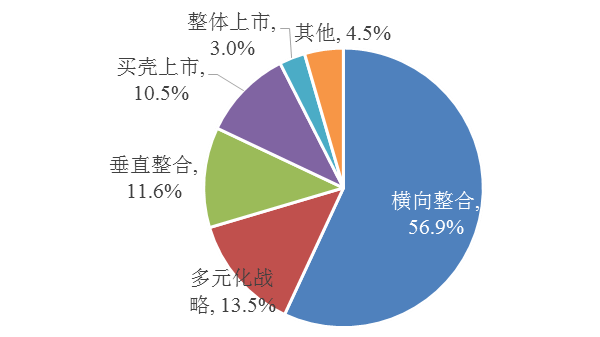 整体上市,
3.0%
其他, 4.5%
买壳上市,
10.5%
垂直整合,
11.6%
横向整合,
56.9%
多元化战
略, 13.5%